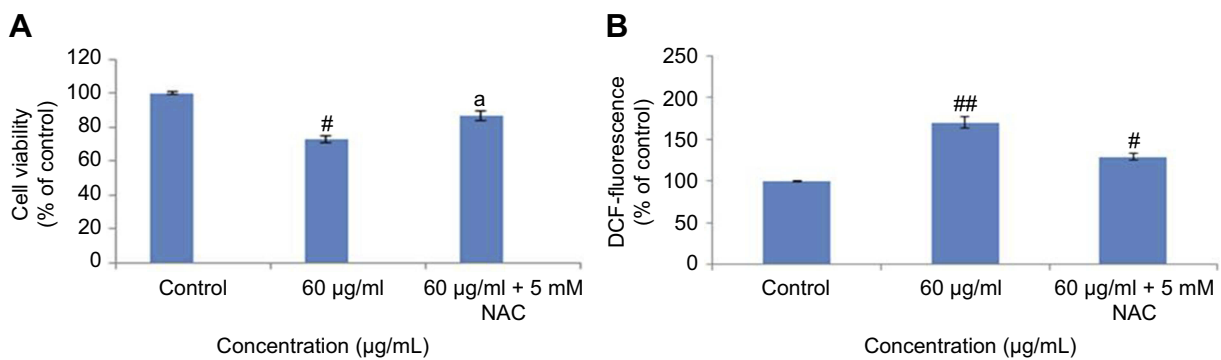 A
Cell viability
(% of control)
120
100
80
60
40
20
0
#
a
Control
60 µg/ml
60 µg/ml + 5 mM
NAC
Concentration (µg/mL)
B
DCF-fluorescence
(% of control)
250
200
150
100
50
0
##
#
Control
60 µg/ml
60 µg/ml + 5 mM
NAC
Concentration (µg/mL)